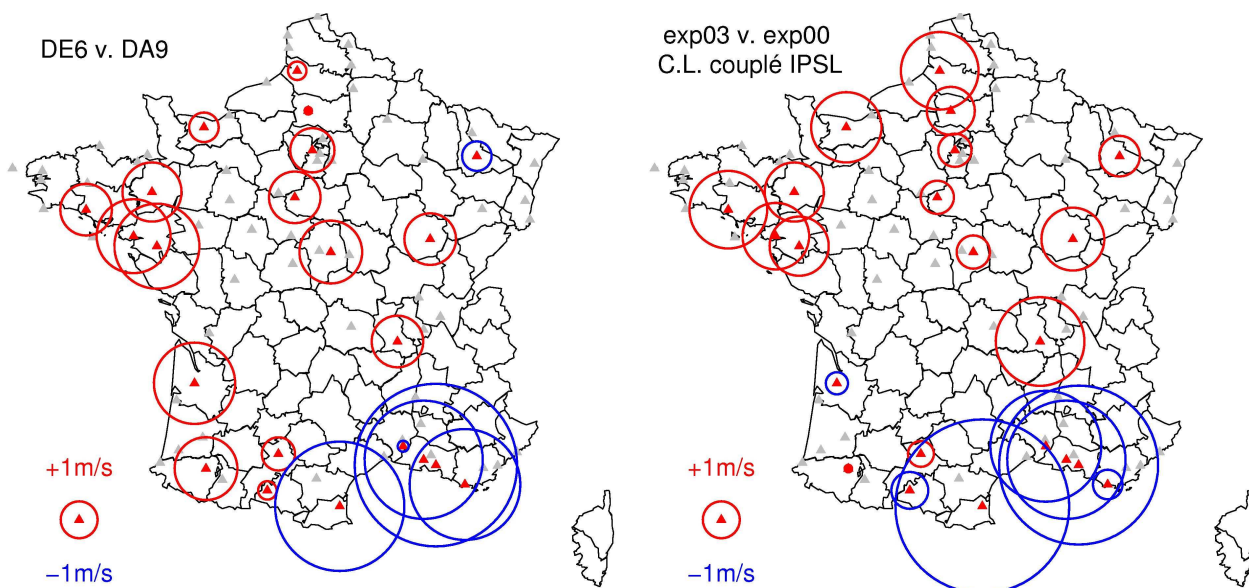 DE6 v. DA9
+1m/s
−1m/s
exp03 v. exp00
C.L. couplé IPSL
+1m/s
−1m/s